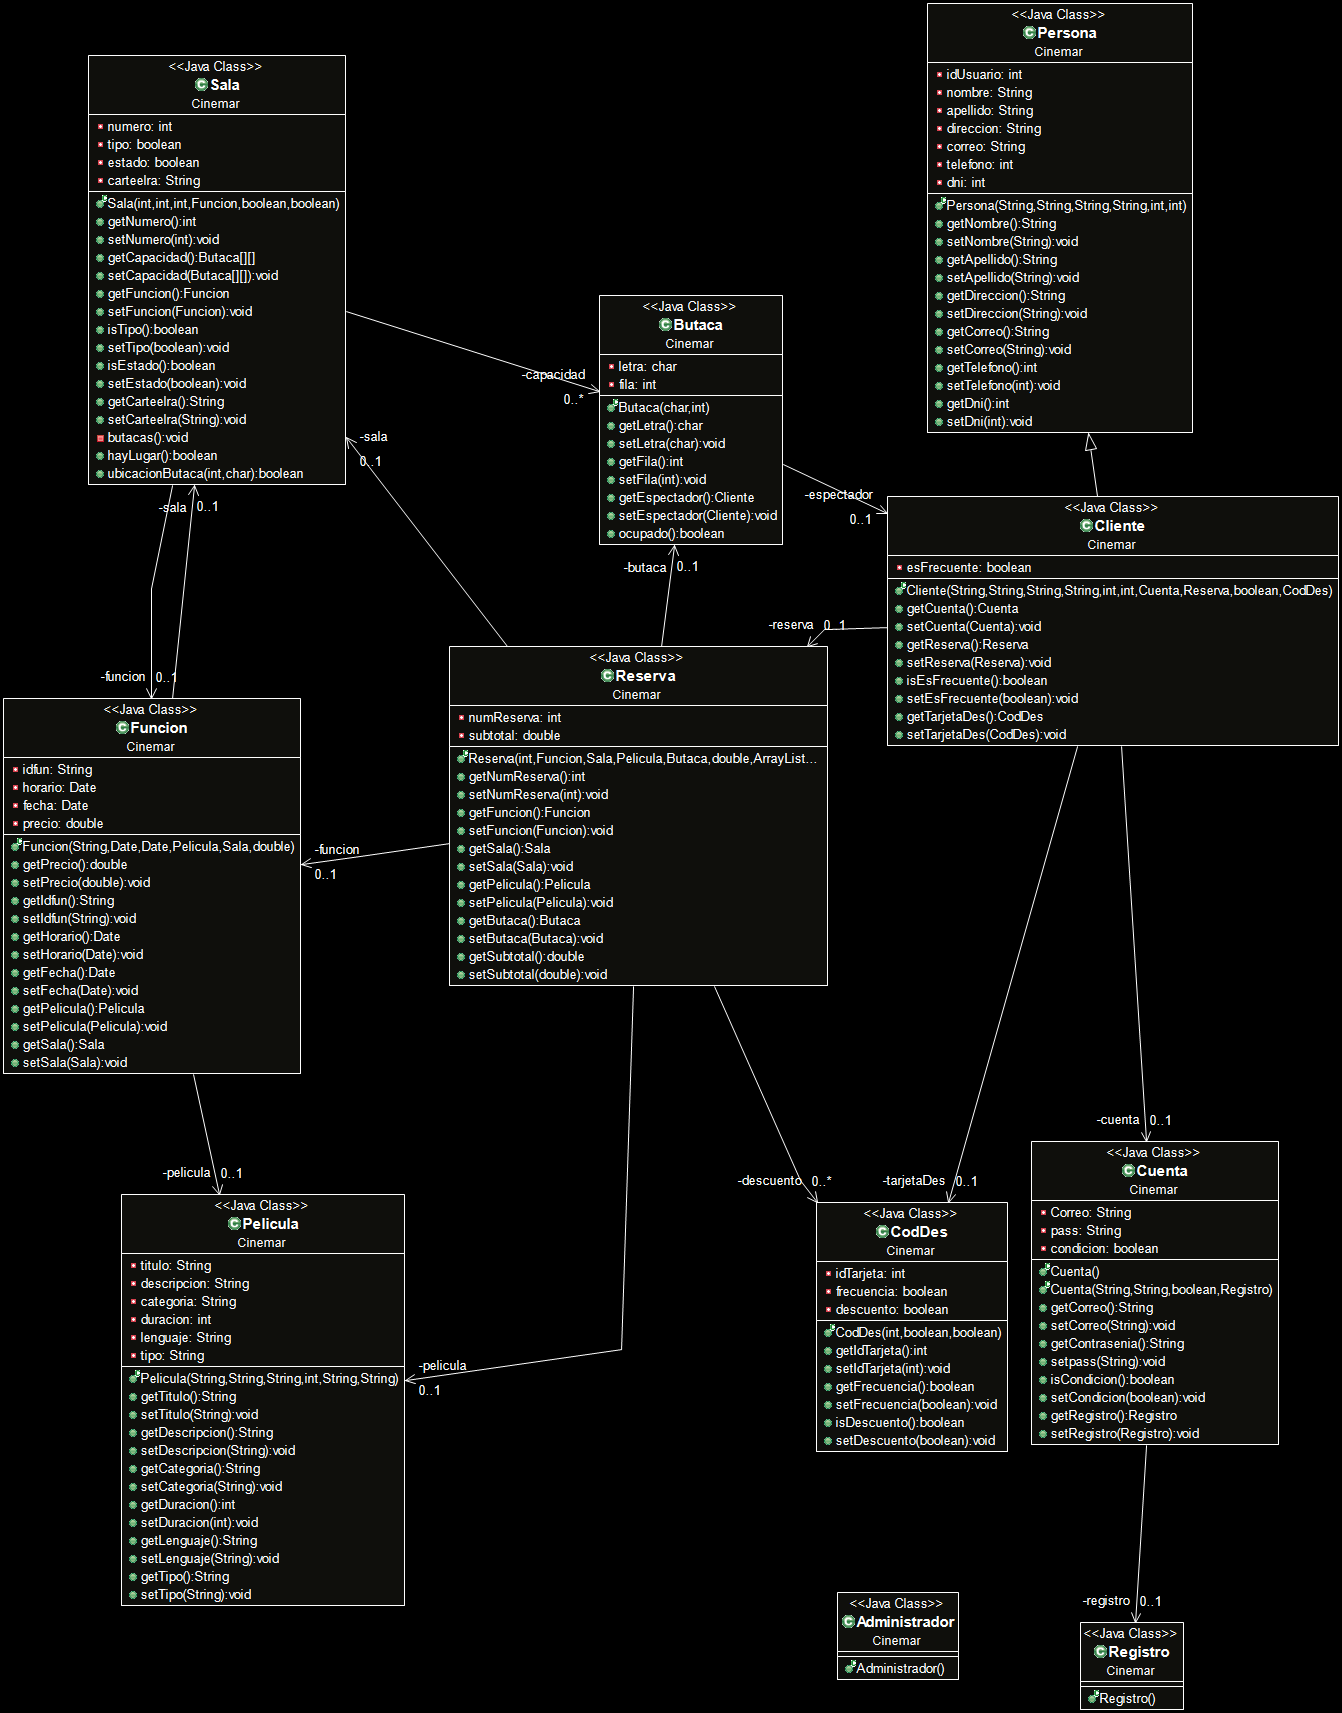 <<Java Class>>
Persona
Cinemar
idUsuario: int
nombre: String
apellido: String
direccion: String
correo: String
telefono: int
dni: int
Persona(String,String,String,String,int,int)
getNombre():String
setNombre(String):void
getApellido():String
setApellido(String):void
getDireccion():String
setDireccion(String):void
getCorreo():String
setCorreo(String):void
getTelefono():int
setTelefono(int):void
getDni():int
setDni(int):void
<<Java Class>>
Sala
Cinemar
numero: int
tipo: boolean
estado: boolean
carteelra: String
Sala(int,int,int,Funcion,boolean,boolean)
getNumero():int
setNumero(int):void
getCapacidad():Butaca[][]
setCapacidad(Butaca[][]):void
getFuncion():Funcion
setFuncion(Funcion):void
isTipo():boolean
setTipo(boolean):void
isEstado():boolean
setEstado(boolean):void
getCarteelra():String
setCarteelra(String):void
butacas():void
hayLugar():boolean
ubicacionButaca(int,char):boolean
<<Java Class>>
Butaca
Cinemar
letra: char
fila: int
Butaca(char,int)
getLetra():char
setLetra(char):void
getFila():int
setFila(int):void
getEspectador():Cliente
setEspectador(Cliente):void
ocupado():boolean
-capacidad
0..*
-sala
0..1
-sala
0..1
-espectador
0..1
-butaca
0..1
<<Java Class>>
Cliente
Cinemar
esFrecuente: boolean
Cliente(String,String,String,String,int,int,Cuenta,Reserva,boolean,CodDes)
getCuenta():Cuenta
setCuenta(Cuenta):void
getReserva():Reserva
setReserva(Reserva):void
isEsFrecuente():boolean
setEsFrecuente(boolean):void
getTarjetaDes():CodDes
setTarjetaDes(CodDes):void
-reserva
0..1
-funcion
0..1
<<Java Class>>
Reserva
Cinemar
numReserva: int
subtotal: double
Reserva(int,Funcion,Sala,Pelicula,Butaca,double,ArrayList...
getNumReserva():int
setNumReserva(int):void
getFuncion():Funcion
setFuncion(Funcion):void
getSala():Sala
setSala(Sala):void
getPelicula():Pelicula
setPelicula(Pelicula):void
getButaca():Butaca
setButaca(Butaca):void
getSubtotal():double
setSubtotal(double):void
<<Java Class>>
Funcion
Cinemar
idfun: String
horario: Date
fecha: Date
precio: double
Funcion(String,Date,Date,Pelicula,Sala,double)
getPrecio():double
setPrecio(double):void
getIdfun():String
setIdfun(String):void
getHorario():Date
setHorario(Date):void
getFecha():Date
setFecha(Date):void
getPelicula():Pelicula
setPelicula(Pelicula):void
getSala():Sala
setSala(Sala):void
-funcion
0..1
-pelicula
0..1
-descuento
0..*
-tarjetaDes
0..1
-cuenta
0..1
<<Java Class>>
Pelicula
Cinemar
titulo: String
descripcion: String
categoria: String
duracion: int
lenguaje: String
tipo: String
Pelicula(String,String,String,int,String,String)
getTitulo():String
setTitulo(String):void
getDescripcion():String
setDescripcion(String):void
getCategoria():String
setCategoria(String):void
getDuracion():int
setDuracion(int):void
getLenguaje():String
setLenguaje(String):void
getTipo():String
setTipo(String):void
-pelicula
0..1
<<Java Class>>
CodDes
Cinemar
idTarjeta: int
frecuencia: boolean
descuento: boolean
CodDes(int,boolean,boolean)
getIdTarjeta():int
setIdTarjeta(int):void
getFrecuencia():boolean
setFrecuencia(boolean):void
isDescuento():boolean
setDescuento(boolean):void
<<Java Class>>
Cuenta
Cinemar
Correo: String
pass: String
condicion: boolean
Cuenta()
Cuenta(String,String,boolean,Registro)
getCorreo():String
setCorreo(String):void
getContrasenia():String
setpass(String):void
isCondicion():boolean
setCondicion(boolean):void
getRegistro():Registro
setRegistro(Registro):void
-registro
0..1
<<Java Class>>
Administrador
Cinemar
Administrador()
<<Java Class>>
Registro
Cinemar
Registro()